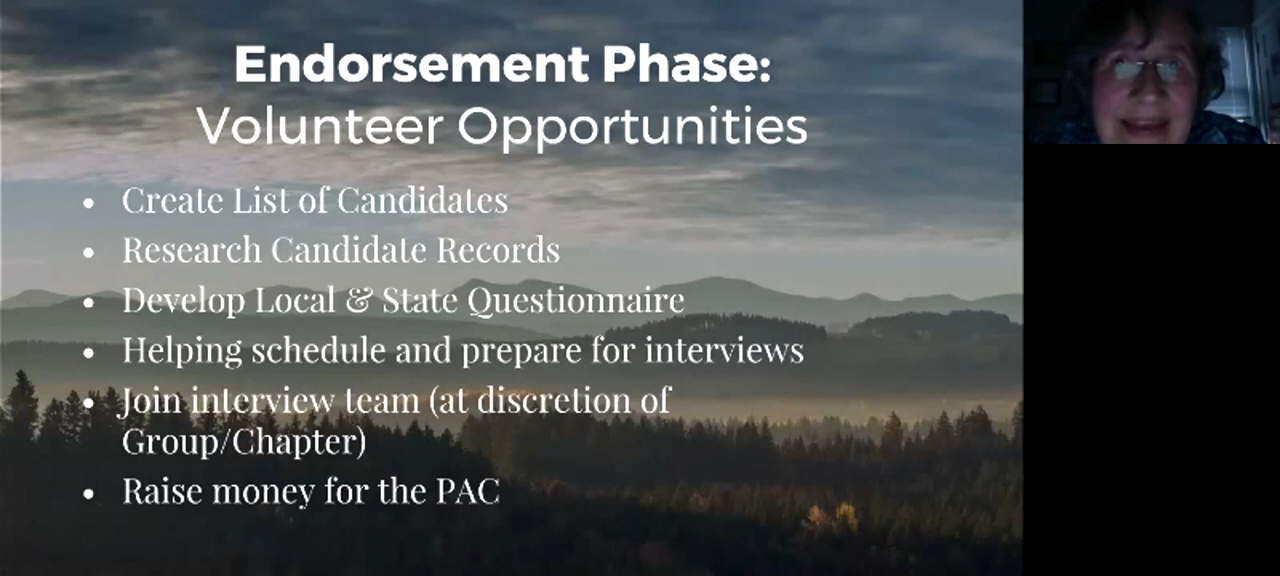 Endorsement Phase:
Volunteer Opportunities
• Create List of Candidates
• Research Candidate Records
• Develop Local & State Questionnaire
• Helping schedule and prepare for interviews
• Join interview team (at discretion of
Group/Chapter)
• Raise money for the PAC